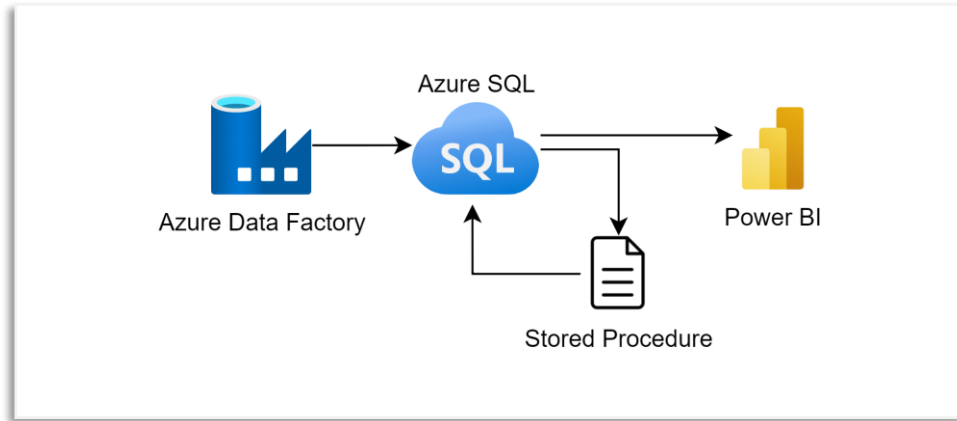 Azure SQL
SQL
Azure Data Factory
Power BI
Stored Procedure